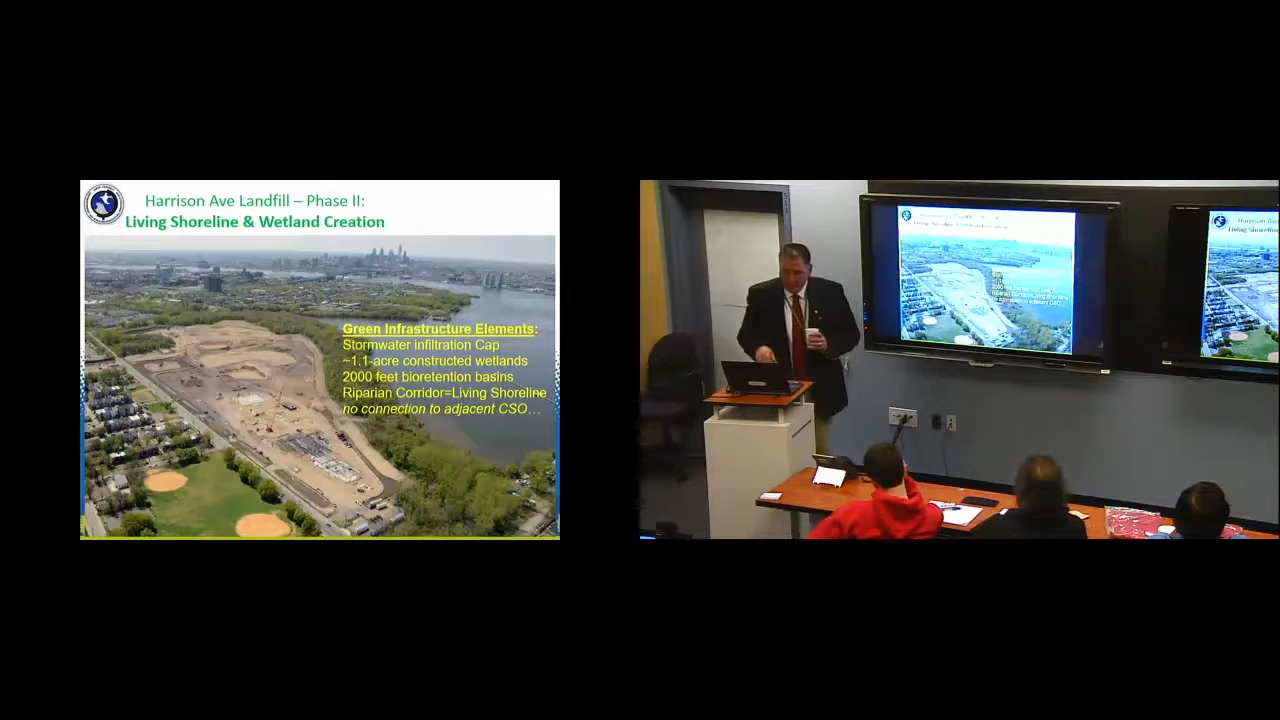 Harrison Ave Landfill – Phase II:
Living Shoreline & Wetland Creation
Green Infrastructure Elements:
Stormwater infiltration Cap
~1.1-acre constructed wetlands
2000 feet bioretention basins
Riparian Corridor=Living Shoreline
no connection to adjacent CSO…